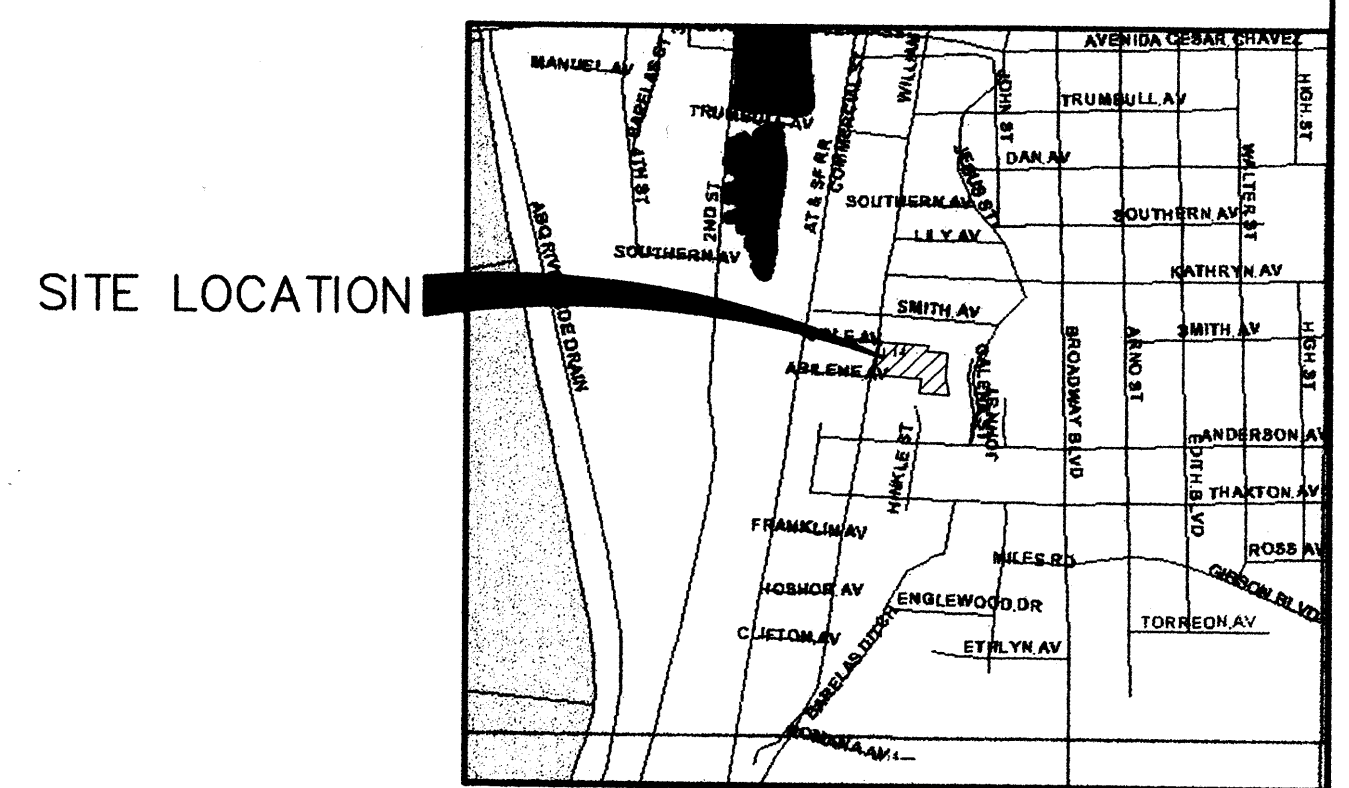 AVENIDA CESAR CHAVEZ
MANUEL AV
BARELAS ST
4TH ST
TRUMBULL AV
COMMERCIAL ST
WILLIAM
JOHN ST
TRUMBULL AV
HIGH ST
DAN AV
JESUS ST
WALTER ST
2ND ST
AT & SF RR
SOUTHERN AV
SOUTHERN AV
LILY AV
SOUTHERN AV
KATHRYN AV
SITE LOCATION
SMITH AV
SMITH AV
HIGH ST
DRAIN
ABILENE AV
BROADWAY BLVD
ARNO ST
ANDERSON AV
HINKLE ST
EDITH BLVD
THAXTON AV
FRANKLIN AV
MILES RD
ROSS AV
GIBSON BLVD
ENGLEWOOD DR
CLIFTON AV
TORREON AV
ETHLYN AV
BARELAS DITCH